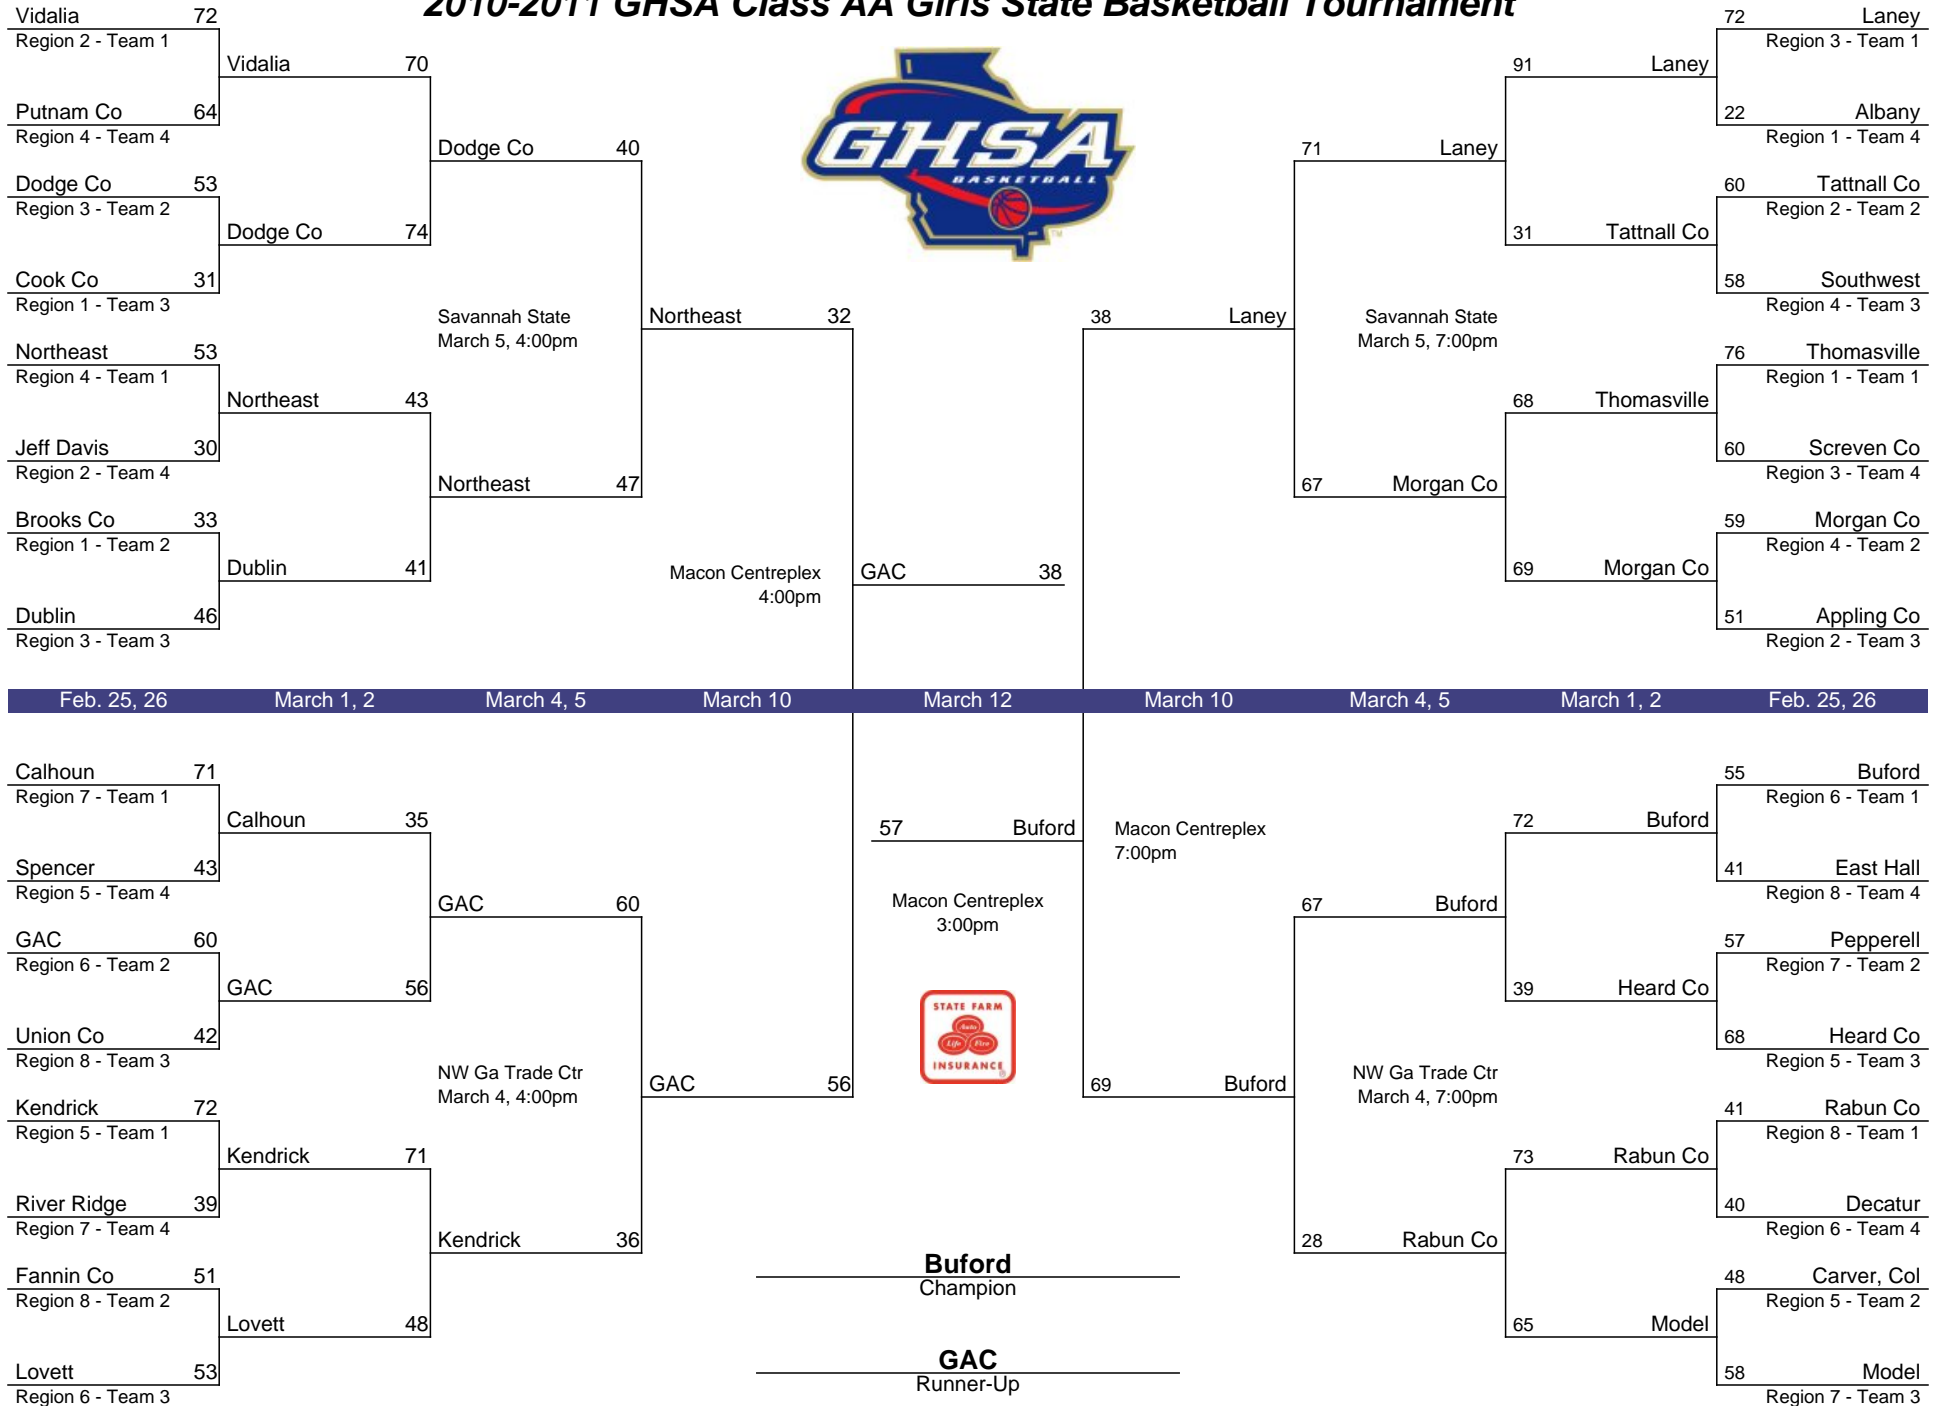 2010-2011 GHSA Class AA Girls State Basketball Tournament
Vidalia 72
Region 2 - Team 1
Vidalia 70
Putnam Co 64
Region 4 - Team 4
Dodge Co 40
Dodge Co 53
Region 3 - Team 2
Dodge Co 74
Cook Co 31
Region 1 - Team 3
Savannah State
March 5, 4:00pm
Northeast 32
Northeast 53
Region 4 - Team 1
Northeast 43
Jeff Davis 30
Region 2 - Team 4
Northeast 47
Brooks Co 33
Region 1 - Team 2
Dublin 41
Dublin 46
Region 3 - Team 3
Macon Centreplex
4:00pm
GAC 38
GHSA
BASKETBALL
TM
72 Laney
Region 3 - Team 1
91 Laney
22 Albany
Region 1 - Team 4
71 Laney
60 Tattnall Co
Region 2 - Team 2
31 Tattnall Co
58 Southwest
Region 4 - Team 3
38 Laney
Savannah State
March 5, 7:00pm
76 Thomasville
Region 1 - Team 1
68 Thomasville
60 Screven Co
Region 3 - Team 4
67 Morgan Co
59 Morgan Co
Region 4 - Team 2
69 Morgan Co
51 Appling Co
Region 2 - Team 3
Feb. 25, 26 March 1, 2 March 4, 5 March 10 March 12 March 10 March 4, 5 March 1, 2 Feb. 25, 26
Calhoun 71
Region 7 - Team 1
Calhoun 35
Spencer 43
Region 5 - Team 4
GAC 60
GAC 60
Region 6 - Team 2
GAC 56
Union Co 42
Region 8 - Team 3
NW Ga Trade Ctr
March 4, 4:00pm
GAC 56
Kendrick 72
Region 5 - Team 1
Kendrick 71
River Ridge 39
Region 7 - Team 4
Kendrick 36
Fannin Co 51
Region 8 - Team 2
Lovett 48
Lovett 53
Region 6 - Team 3
57 Buford
Macon Centreplex
7:00pm
Macon Centreplex
3:00pm
STATE FARM
Auto
Life Fire
INSURANCE
®
55 Buford
Region 6 - Team 1
72 Buford
41 East Hall
Region 8 - Team 4
67 Buford
57 Pepperell
Region 7 - Team 2
39 Heard Co
68 Heard Co
Region 5 - Team 3
69 Buford
NW Ga Trade Ctr
March 4, 7:00pm
41 Rabun Co
Region 8 - Team 1
73 Rabun Co
40 Decatur
Region 6 - Team 4
28 Rabun Co
48 Carver, Col
Region 5 - Team 2
65 Model
58 Model
Region 7 - Team 3
Buford
Champion
GAC
Runner-Up